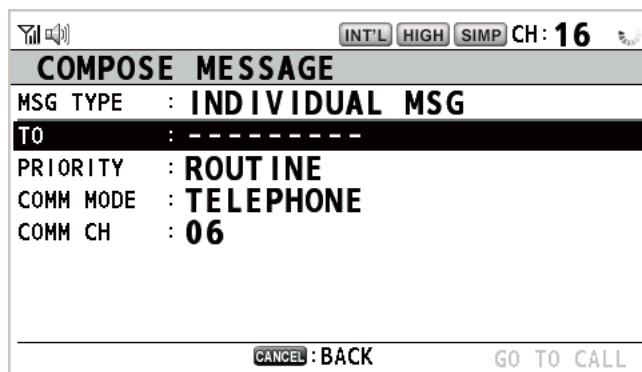 INT'L HIGH SIMP CH: 16
COMPOSE MESSAGE
MSG TYPE : INDIVIDUAL MSG
TO : ---------
PRIORITY : ROUTINE
COMM MODE : TELEPHONE
COMM CH : 06
CANCEL : BACK GO TO CALL